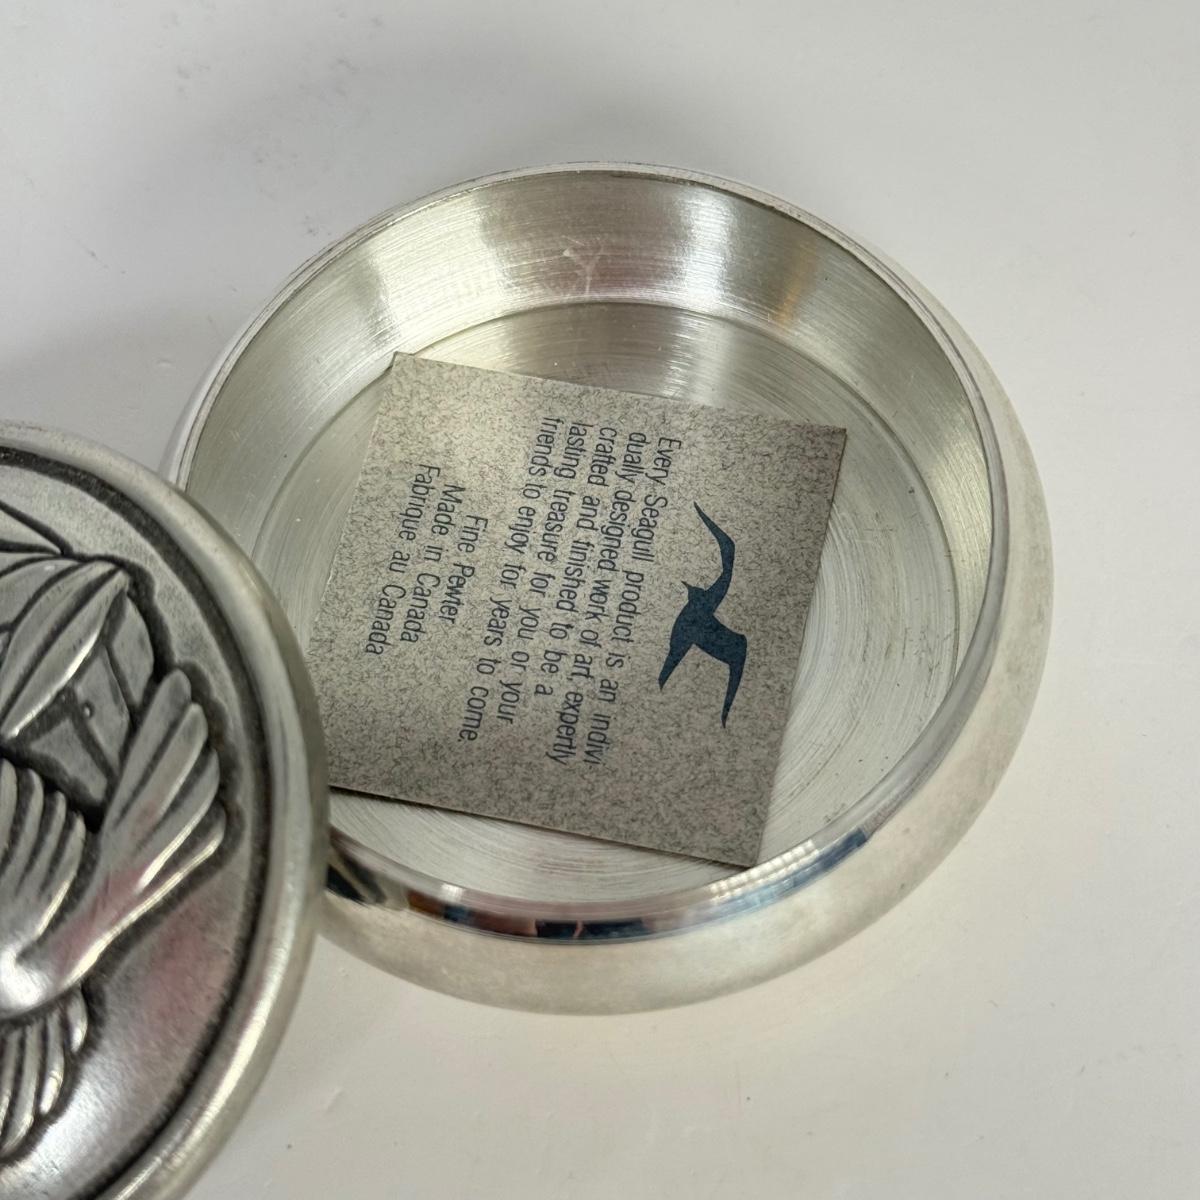 Every Seagull product is an indivi-
dually designed work of art, expertly
crafted and finished to be a
lasting treasure for you or your
friends to enjoy for years to come.
Fine Pewter
Made in Canada
Fabriqué au Canada